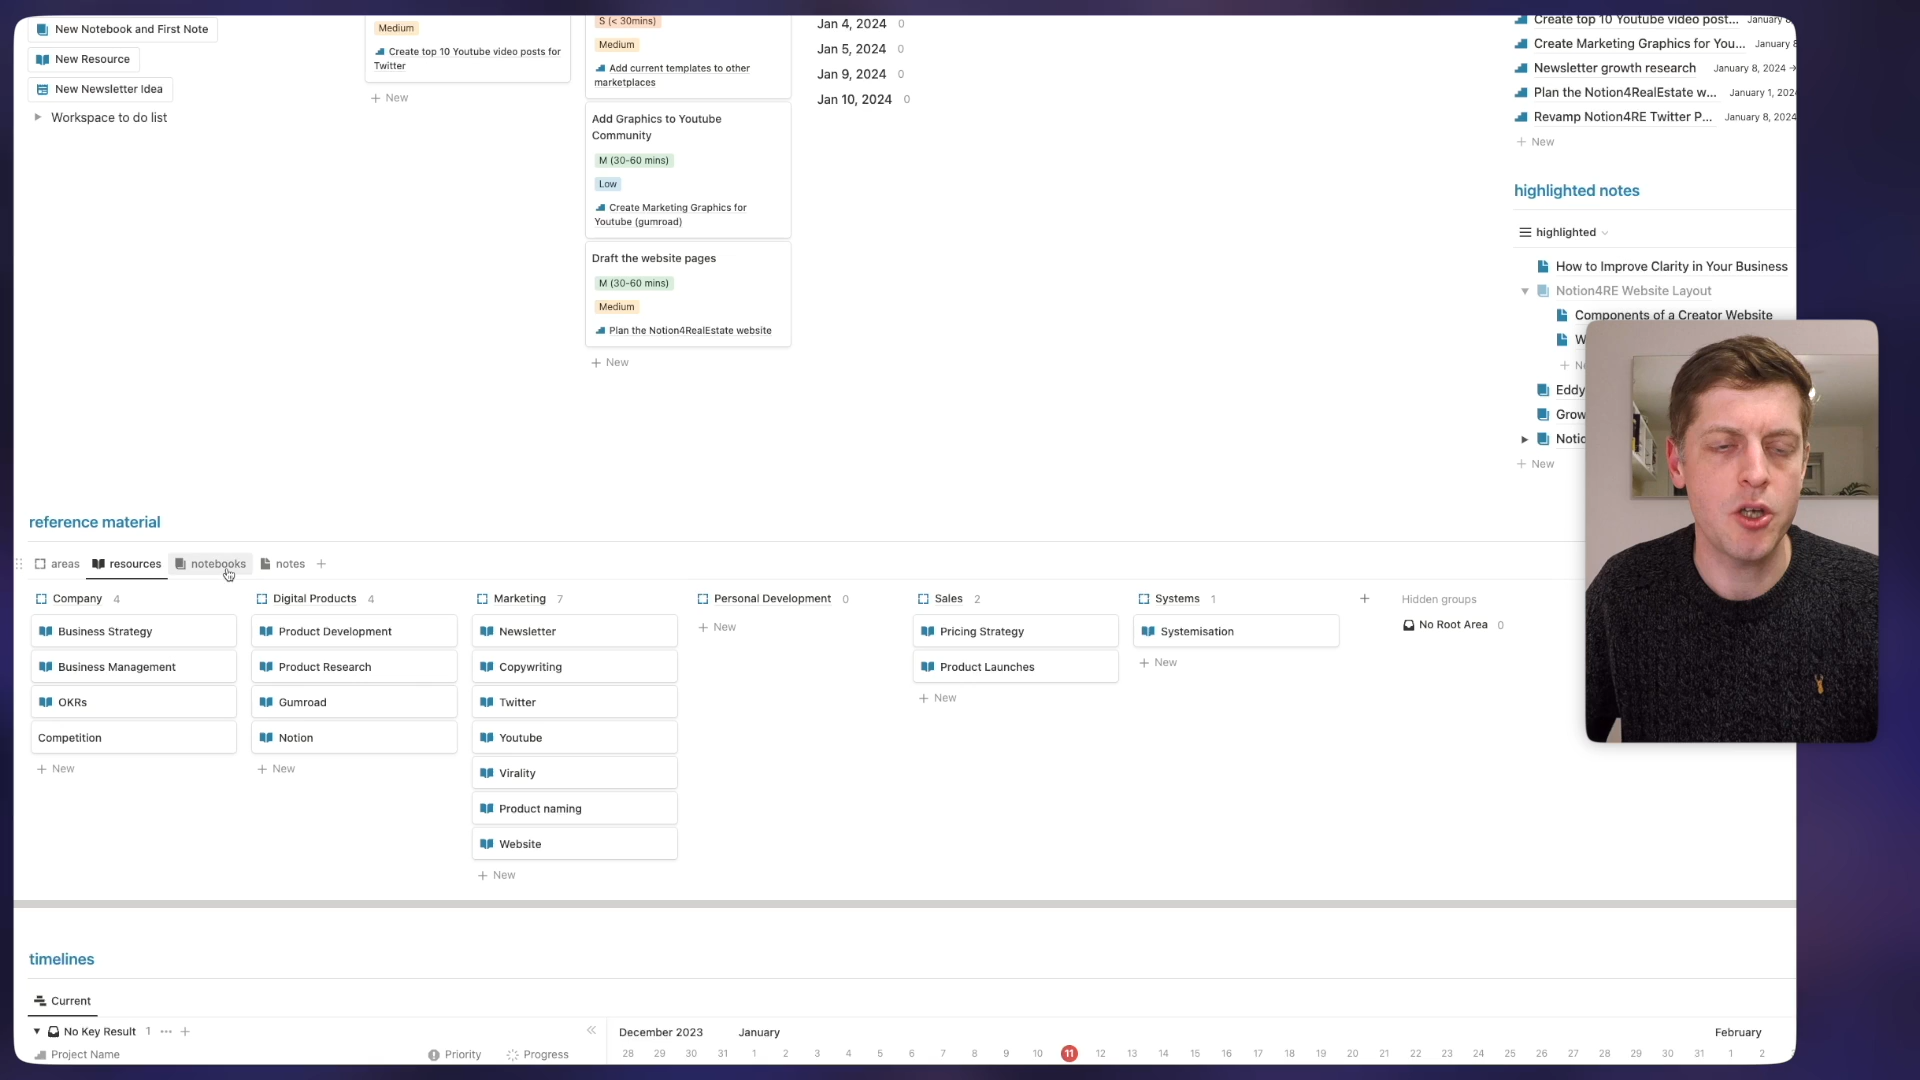 New Notebook and First Note
New Resource
New Newsletter Idea
Workspace to do list
Medium
Create top 10 Youtube video posts for
Twitter
+ New
S (< 30mins)
Medium
Add current templates to other
marketplaces
Add Graphics to Youtube
Community
M (30-60 mins)
Low
Create Marketing Graphics for
Youtube (gumroad)
Draft the website pages
M (30-60 mins)
Medium
Plan the Notion4RealEstate website
+ New
Jan 4, 2024 0
Jan 5, 2024 0
Jan 9, 2024 0
Jan 10, 2024 0
Create top 10 Youtube video post... January
Create Marketing Graphics for You... January 8
Newsletter growth research January 8, 2024 →
Plan the Notion4RealEstate w... January 1, 202
Revamp Notion4RE Twitter P... January 8, 2024
+ New
highlighted notes
highlighted
How to Improve Clarity in Your Business
Notion4RE Website Layout
Components of a Creator Website
W
+ Ne
Eddy
Grow
Notio
+ New
reference material
areas resources notebooks notes +
Company 4
Business Strategy
Business Management
OKRs
Competition
+ New
Digital Products 4
Product Development
Product Research
Gumroad
Notion
+ New
Marketing 7
Newsletter
Copywriting
Twitter
Youtube
Virality
Product naming
Website
+ New
Personal Development 0
+ New
Sales 2
Pricing Strategy
Product Launches
+ New
Systems 1
Systemisation
+ New
+
Hidden groups
No Root Area 0
timelines
Current
No Key Result 1 ••• +
Project Name Priority Progress
December 2023 January February
28 29 30 31 1 2 3 4 5 6 7 8 9 10 11 12 13 14 15 16 17 18 19 20 21 22 23 24 25 26 27 28 29 30 31 1 2